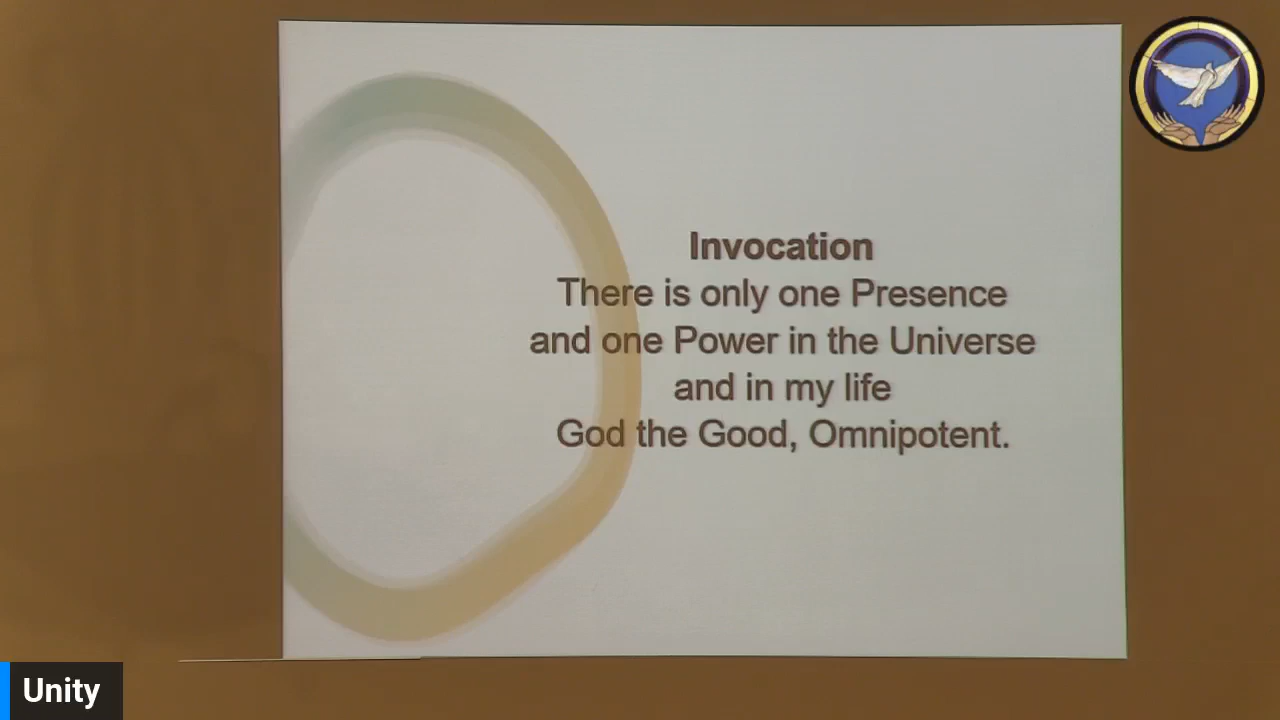 Invocation
There is only one Presence
and one Power in the Universe
and in my life
God the Good, Omnipotent.
Unity